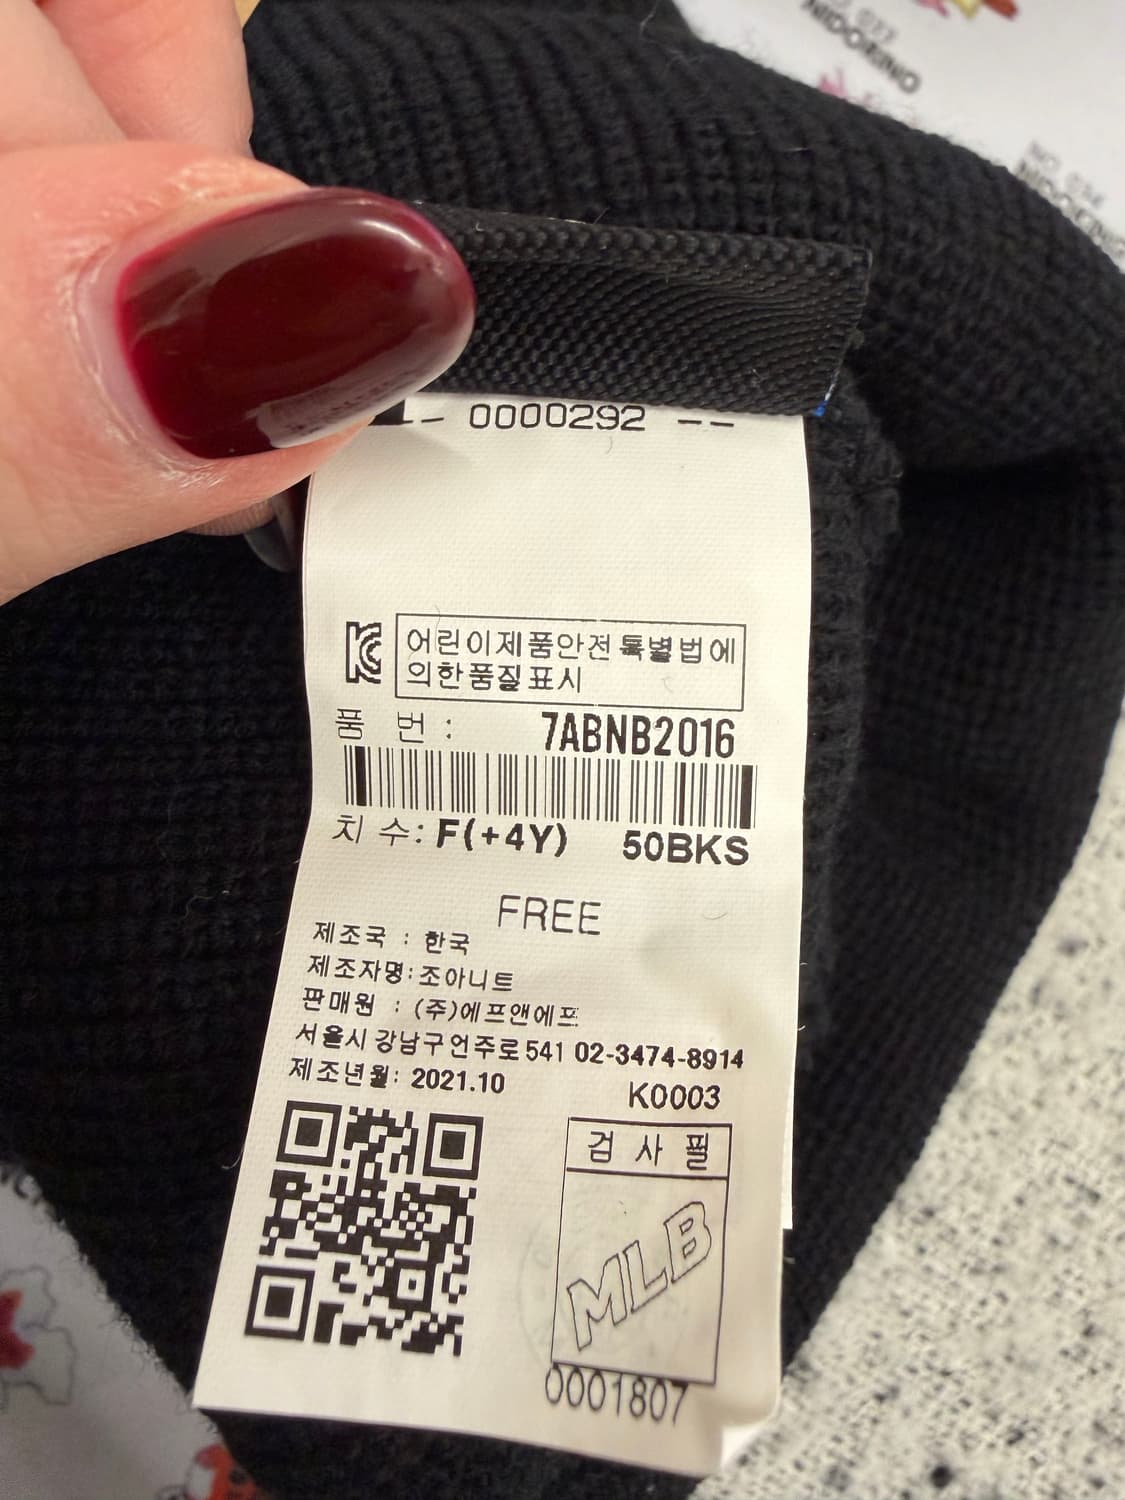 NIDORINO
-- 0000292 --
어린이제품안전특별법에
의한품질표시
품 번 : 7ABNB2016
치 수: F(+4Y) 50BKS
FREE
제조국 : 한국
제조자명: 조아니트
판매원 : (주)에프앤에프
서울시 강남구 언주로 541 02-3474-8914
제조년월: 2021.10
K0003
검 사 필
MLB
0001807